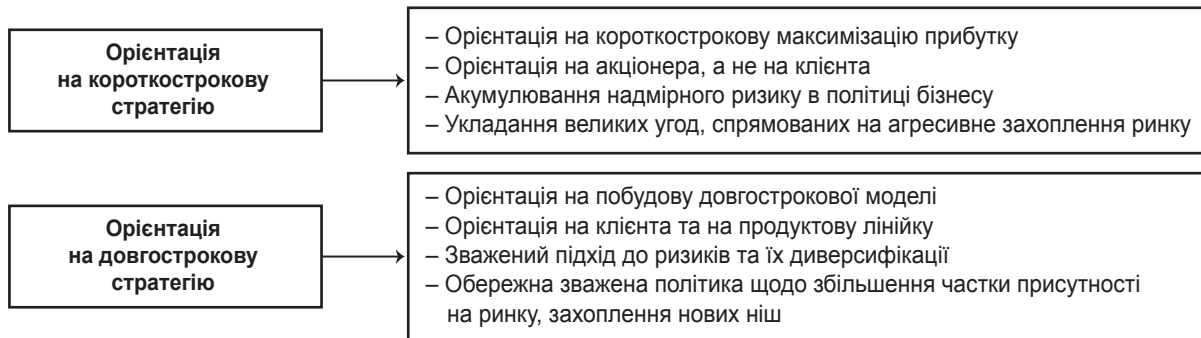 Орієнтація
на короткострокову
стратегію
– Орієнтація на короткострокову максимізацію прибутку
– Орієнтація на акціонера, а не на клієнта
– Акумулювання надмірного ризику в політиці бізнесу
– Укладання великих угод, спрямованих на агресивне захоплення ринку
Орієнтація
на довгострокову
стратегію
– Орієнтація на побудову довгострокової моделі
– Орієнтація на клієнта та на продуктову лінійку
– Зважений підхід до ризиків та їх диверсифікації
– Обережна зважена політика щодо збільшення частки присутності
на ринку, захоплення нових ніш